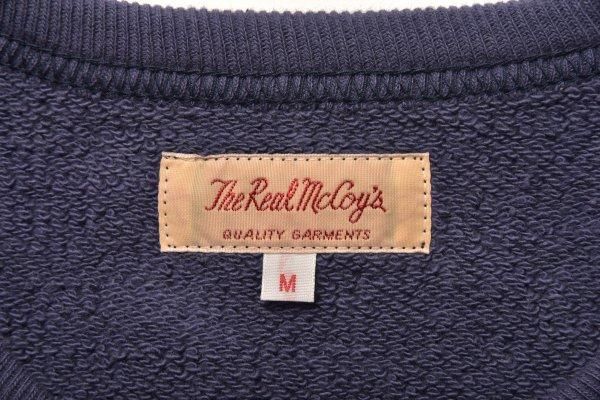 The Real McCoy's
QUALITY GARMENTS
M